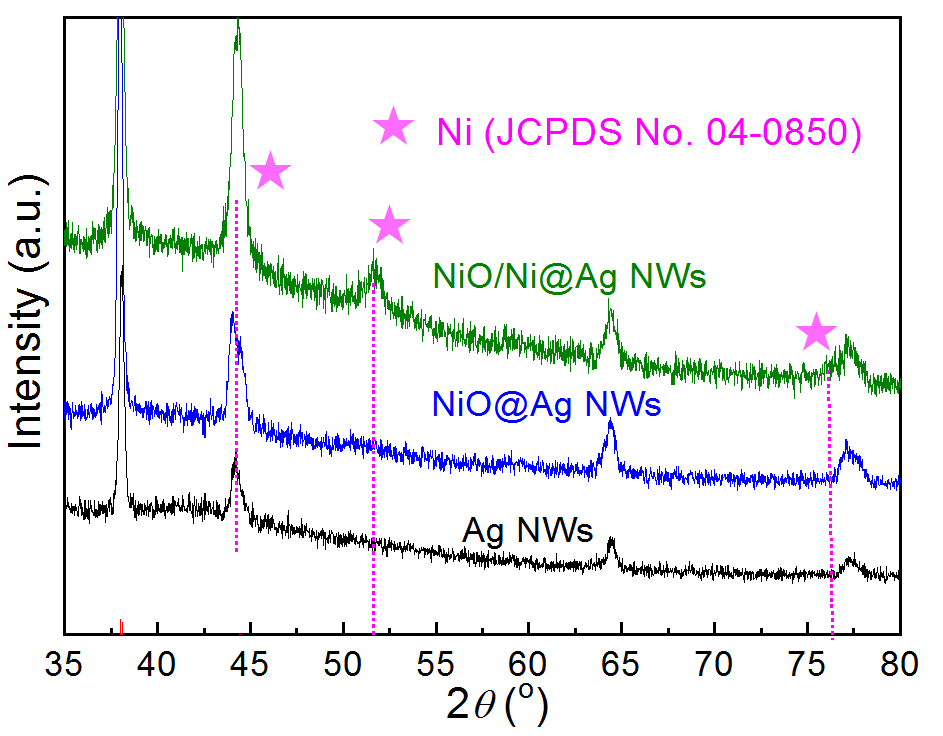 ★ Ni (JCPDS No. 04-0850)
NiO/Ni@Ag NWs
NiO@Ag NWs
Ag NWs
Intensity (a.u.)
35 40 45 50 55 60 65 70 75 80
2θ (°)